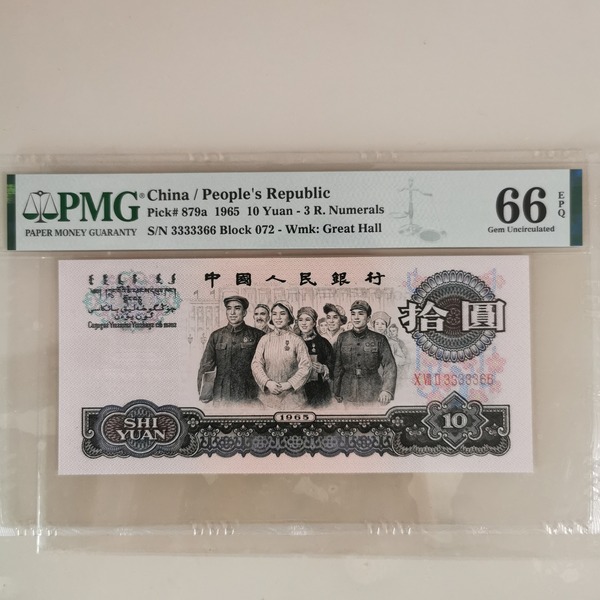 PMG®
PAPER MONEY GUARANTY
China / People's Republic
Pick# 879a 1965 10 Yuan - 3 R. Numerals
S/N 3333366 Block 072 - Wmk: Great Hall
66 EPQ
Gem Uncirculated
中國人民銀行
拾圓
3333366
1965
SHI
YUAN
10